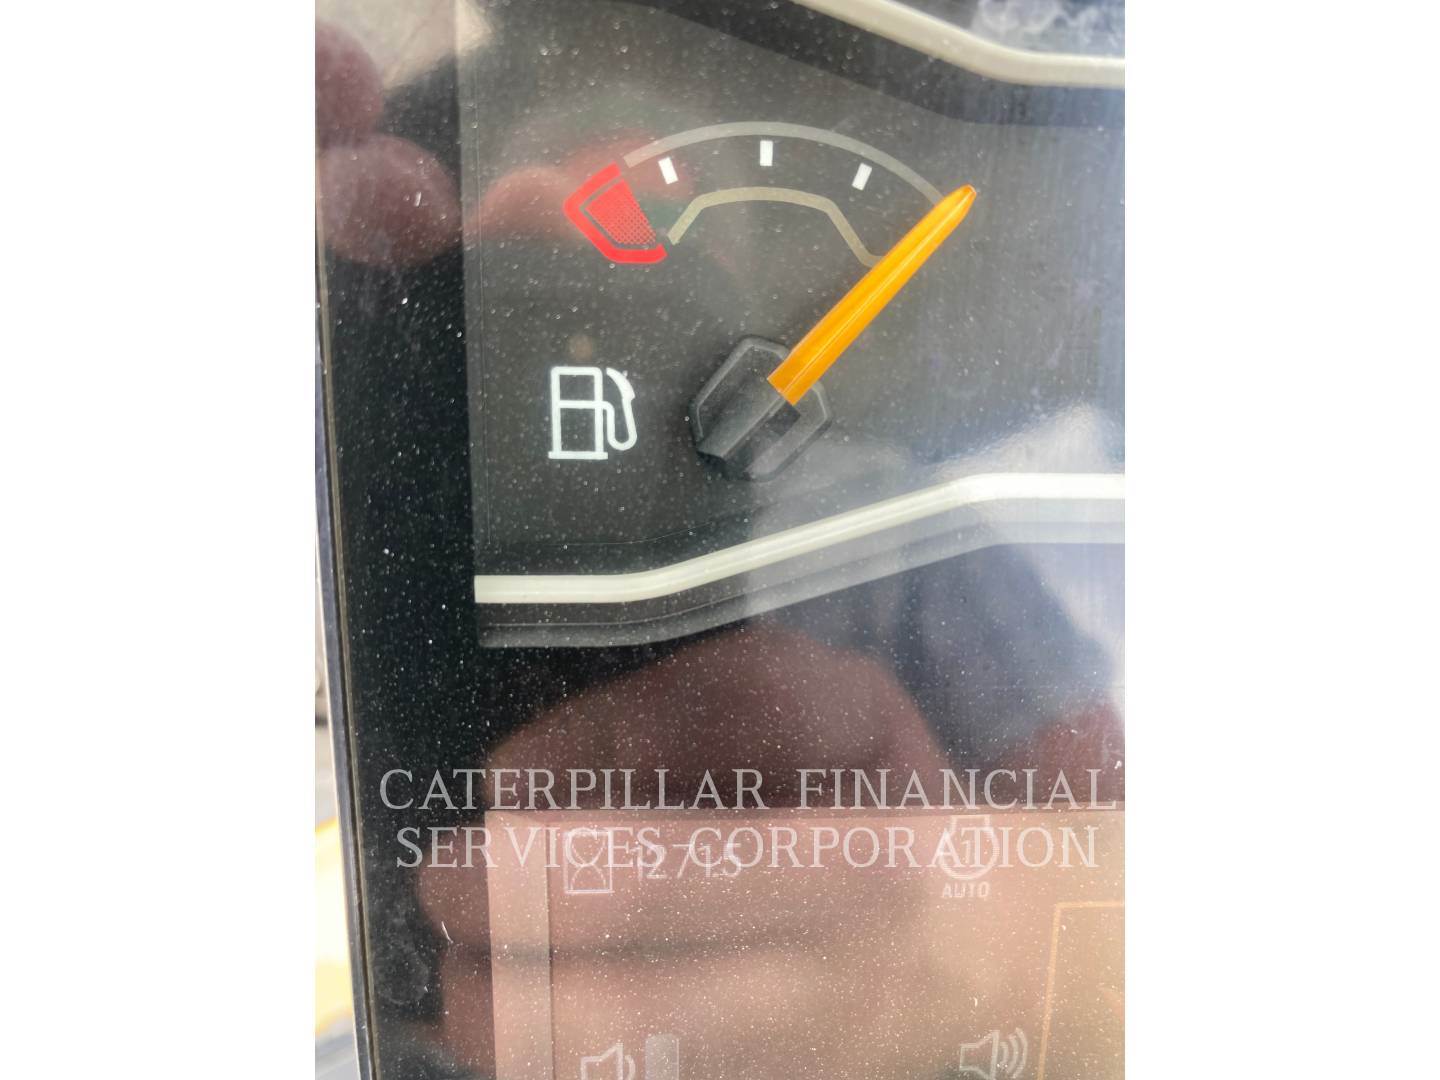 CATERPILLAR FINANCIAL
SERVICES CORPORATION
AUTO